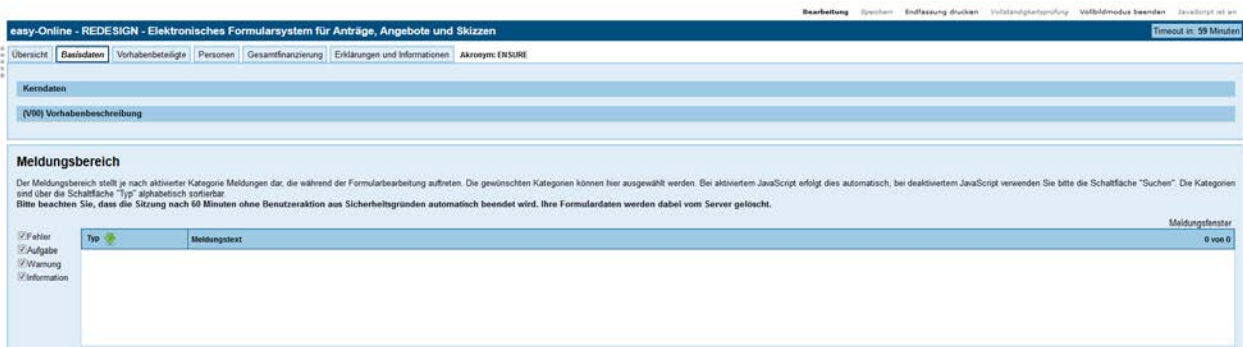 Bearbeitung Speichern Endfassung drucken Vollständigkeitsprüfung Vollbildmodus beenden JavaScript ist an
easy-Online - REDESIGN - Elektronisches Formularsystem für Anträge, Angebote und Skizzen Timeout in: 59 Minuten
Übersicht Basisdaten Vorhabenbeteiligte Personen Gesamtfinanzierung Erklärungen und Informationen Akronym: ENSURE
Kerndaten
(V00) Vorhabenbeschreibung
Meldungsbereich
Der Meldungsbereich stellt je nach aktivierter Kategorie Meldungen dar, die während der Formularbearbeitung auftreten. Die gewünschten Kategorien können hier ausgewählt werden. Bei aktiviertem JavaScript erfolgt dies automatisch, bei deaktiviertem JavaScript verwenden Sie bitte die Schaltfläche "Suchen". Die Kategorien
sind über die Schaltfläche "Typ" alphabetisch sortierbar.
Bitte beachten Sie, dass die Sitzung nach 60 Minuten ohne Benutzeraktion aus Sicherheitsgründen automatisch beendet wird. Ihre Formulardaten werden dabei vom Server gelöscht.
Meldungsfenster
Fehler Typ Meldungstext 0 von 0
Aufgabe
Warnung
Information